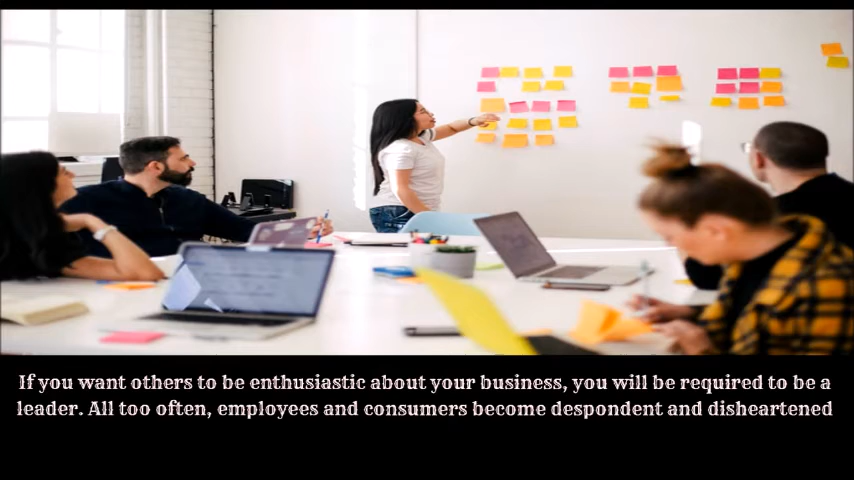 If you want others to be enthusiastic about your business, you will be required to be a
leader. All too often, employees and consumers become despondent and disheartened